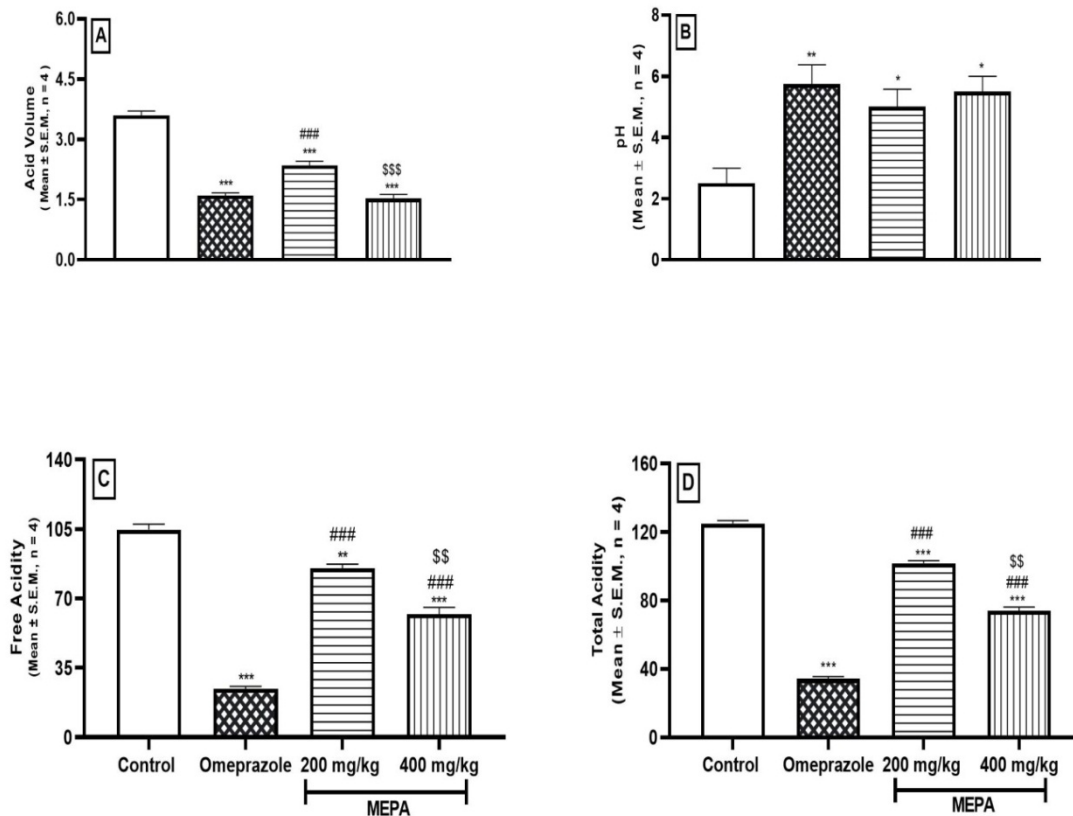 A
Acid Volume
( Mean ± S.E.M., n = 4 )
6.0
4.5
3.0
1.5
0.0
***
###
***
$$$
***
B
pH
(Mean ± S.E.M., n = 4)
8
6
4
2
0
**
*
*
C
Free Acidity
(Mean ± S.E.M., n = 4)
140
105
70
35
0
***
###
**
$$
###
***
Control Omeprazole 200 mg/kg 400 mg/kg
MEPA
D
Total Acidity
(Mean ± S.E.M., n = 4)
160
120
80
40
0
***
###
***
$$
###
***
Control Omeprazole 200 mg/kg 400 mg/kg
MEPA